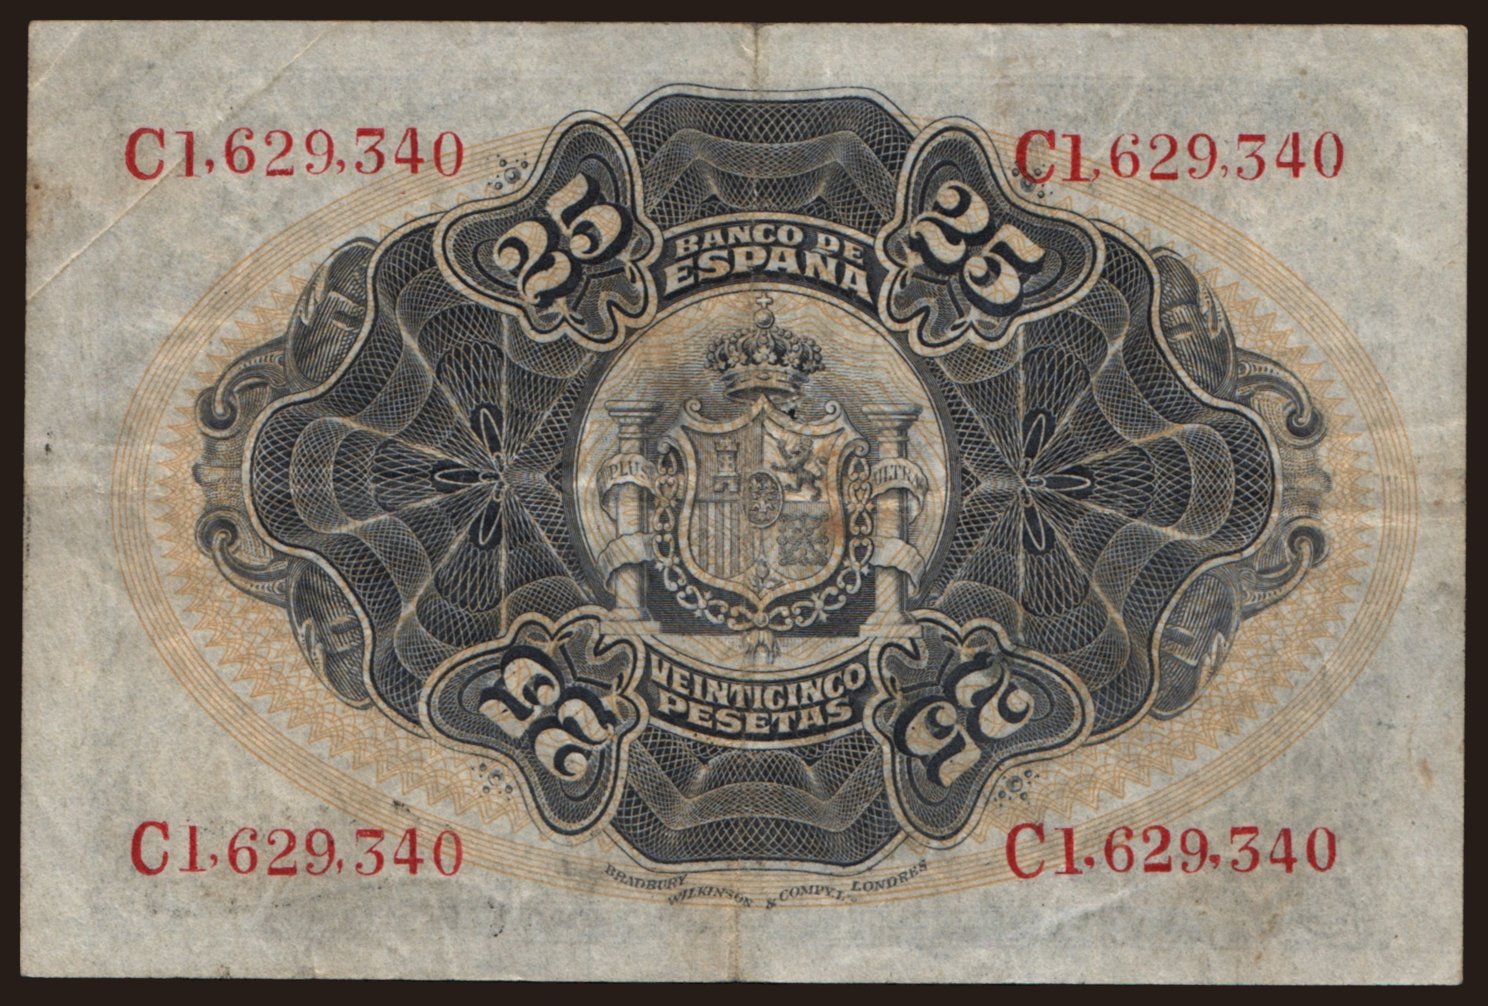 C1,629,340 C1,629,340
25 25
BANCO DE
ESPAÑA
PLUS ULTRA
VEINTICINCO
PESETAS
25 25
C1,629,340 C1,629,340
BRADBURY WILKINSON & COMPY. LD. LONDRES